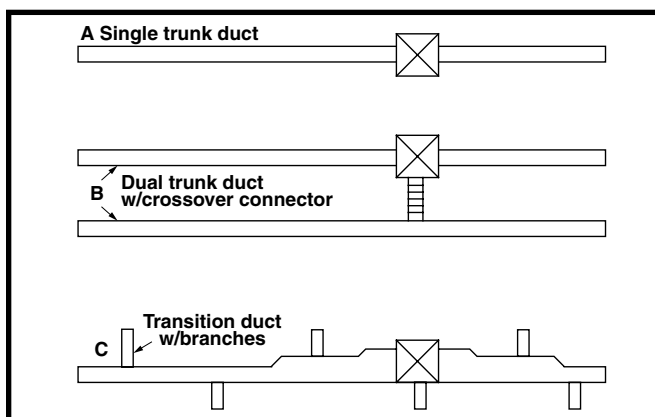 A Single trunk duct
B
Dual trunk duct
w/crossover connector
C
Transition duct
w/branches